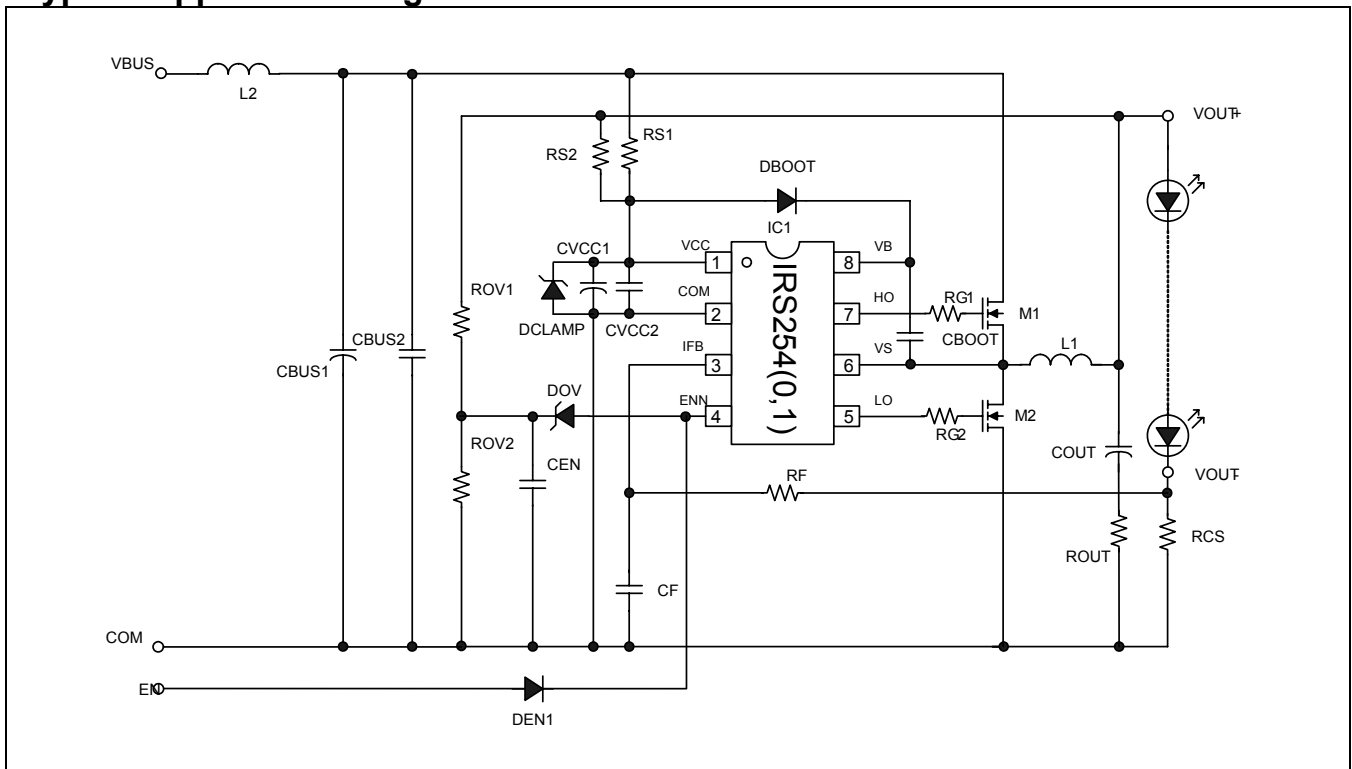 VBUS
L2
VOUT+
RS1
RS2
DBOOT
IC1
CVCC1
VCC
VB
1
8
IRS254(0,1)
ROV1
COM
HO
RG1
M1
2
7
DCLAMP
CVCC2
CBOOT
L1
CBUS2
IFB
VS
3
6
CBUS1
DOV
ENN
LO
4
5
M2
RG2
ROV2
CEN
COUT
RF
VOUT-
ROUT
RCS
CF
COM
EN
DEN1